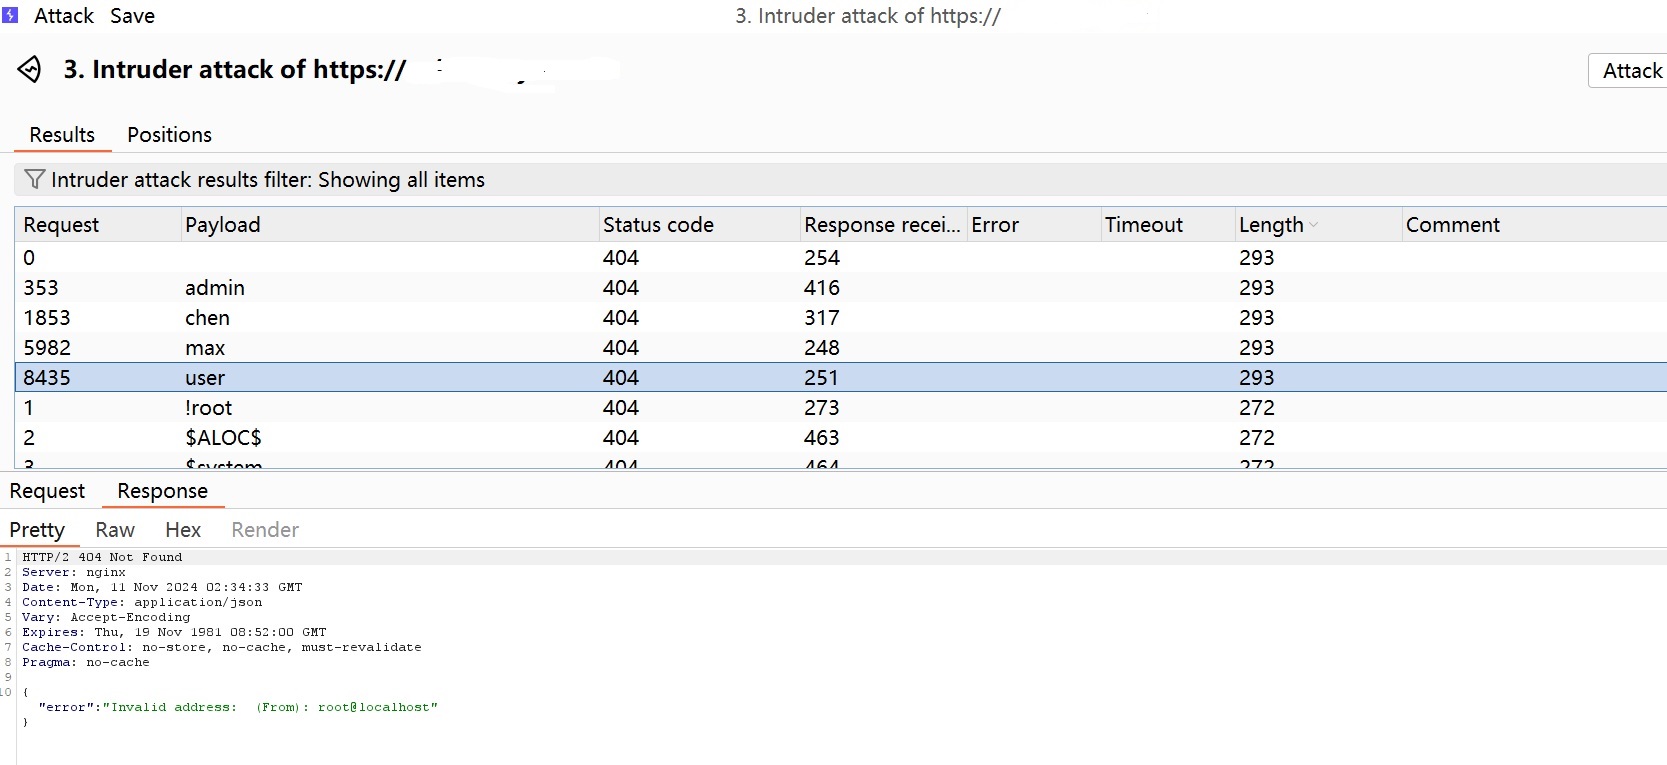 Attack Save 3. Intruder attack of https://
3. Intruder attack of https://
Attack
Results Positions
Intruder attack results filter: Showing all items
Request Payload Status code Response recei... Error Timeout Length Comment
0 404 254 293
353 admin 404 416 293
1853 chen 404 317 293
5982 max 404 248 293
8435 user 404 251 293
1 !root 404 273 272
2 $ALOC$ 404 463 272
3 $system 404 464 272
Request Response
Pretty Raw Hex Render
1 HTTP/2 404 Not Found
2 Server: nginx
3 Date: Mon, 11 Nov 2024 02:34:33 GMT
4 Content-Type: application/json
5 Vary: Accept-Encoding
6 Expires: Thu, 19 Nov 1981 08:52:00 GMT
7 Cache-Control: no-store, no-cache, must-revalidate
8 Pragma: no-cache
9
10 {
"error":"Invalid address:  (From): root@localhost"
}